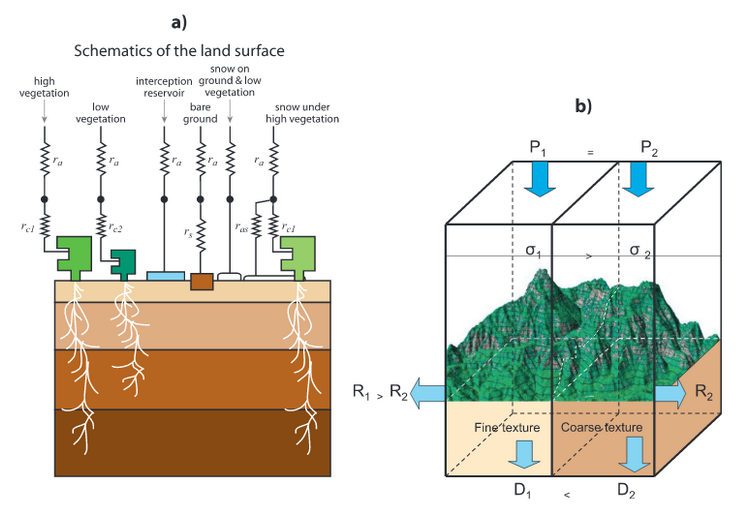 a)
Schematics of the land surface
high
vegetation
low
vegetation
interception
reservoir
bare
ground
snow on
ground & low
vegetation
snow under
high vegetation
ra
ra
ra
ra
ra
rc1
rc2
rs
ras
rc1
b)
P1 = P2
σ1 > σ2
R1 > R2
R2
Fine texture
Coarse texture
D1 < D2